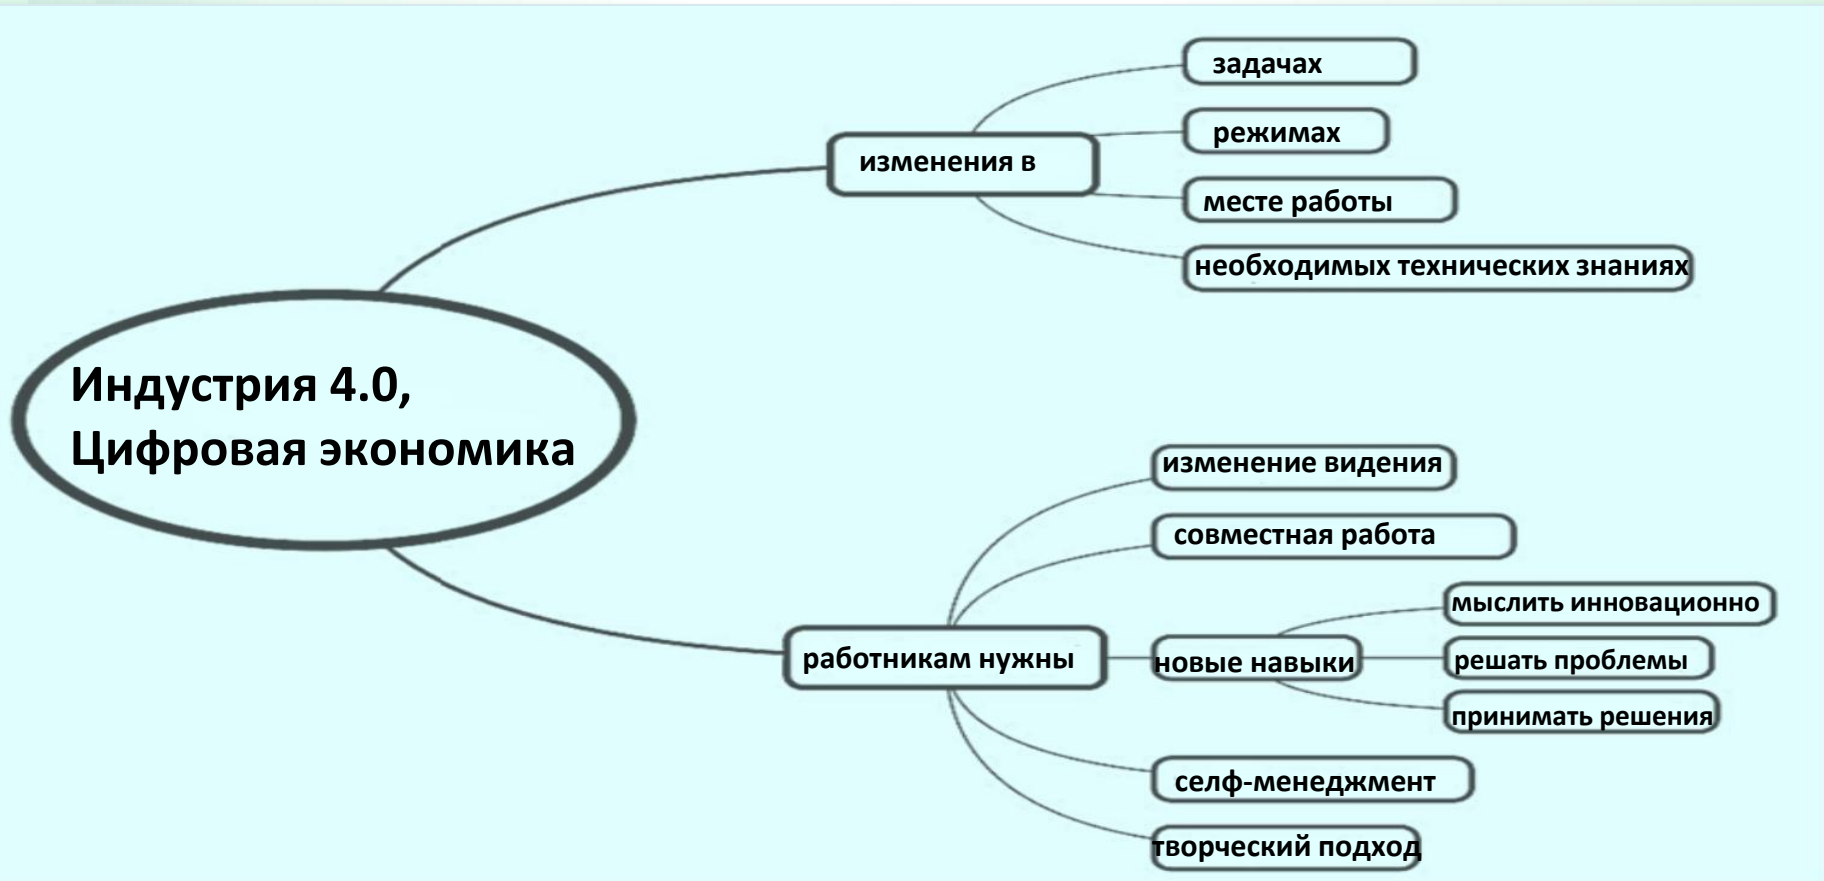 Индустрия 4.0,
Цифровая экономика
изменения в
задачах
режимах
месте работы
необходимых технических знаниях
работникам нужны
изменение видения
совместная работа
новые навыки
мыслить инновационно
решать проблемы
принимать решения
селф-менеджмент
творческий подход